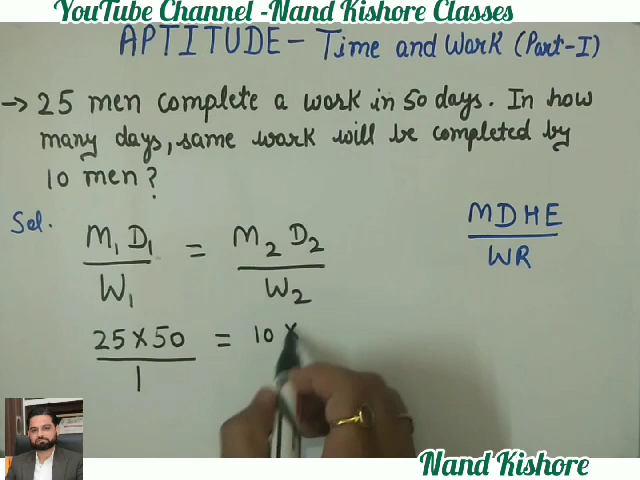 YouTube Channel -Nand Kishore Classes
APTITUDE - Time and Work (Part-I)
→ 25 men complete a work in 50 days. In how
many days, same work will be completed by
10 men?
Sol.
M₁ D₁ / W₁ = M₂ D₂ / W₂
MDHE / WR
25 × 50 / 1 = 10 ×
Nand Kishore